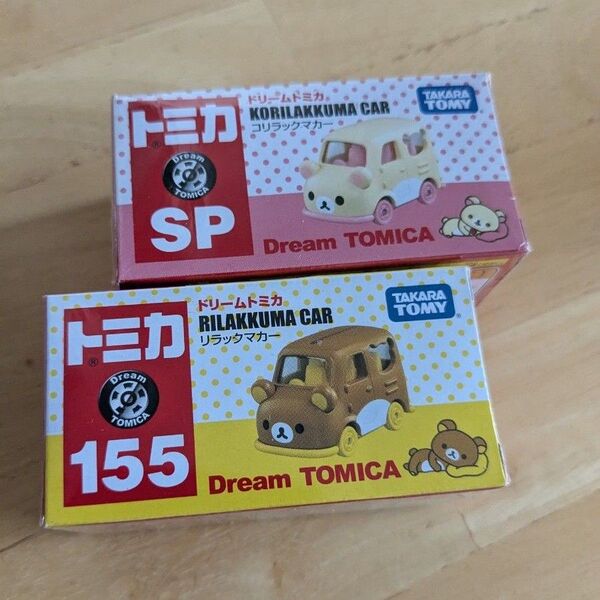 トミカ
®
Dream
TOMICA
SP
ドリームトミカ
KORILAKKUMA CAR
コリラックマカー
TAKARA
TOMY
Dream TOMICA
トミカ
®
Dream
TOMICA
155
ドリームトミカ
RILAKKUMA CAR
リラックマカー
TAKARA
TOMY
Dream TOMICA